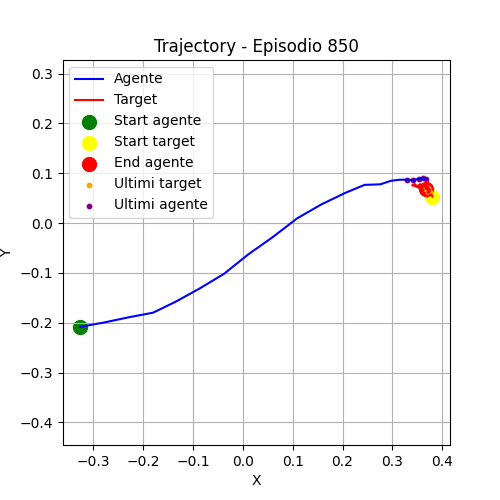 Trajectory - Episodio 850
Agente
Target
Start agente
Start target
End agente
Ultimi target
Ultimi agente
0.3
0.2
0.1
0.0
−0.1
−0.2
−0.3
−0.4
Y
−0.3
−0.2
−0.1
0.0
0.1
0.2
0.3
0.4
X